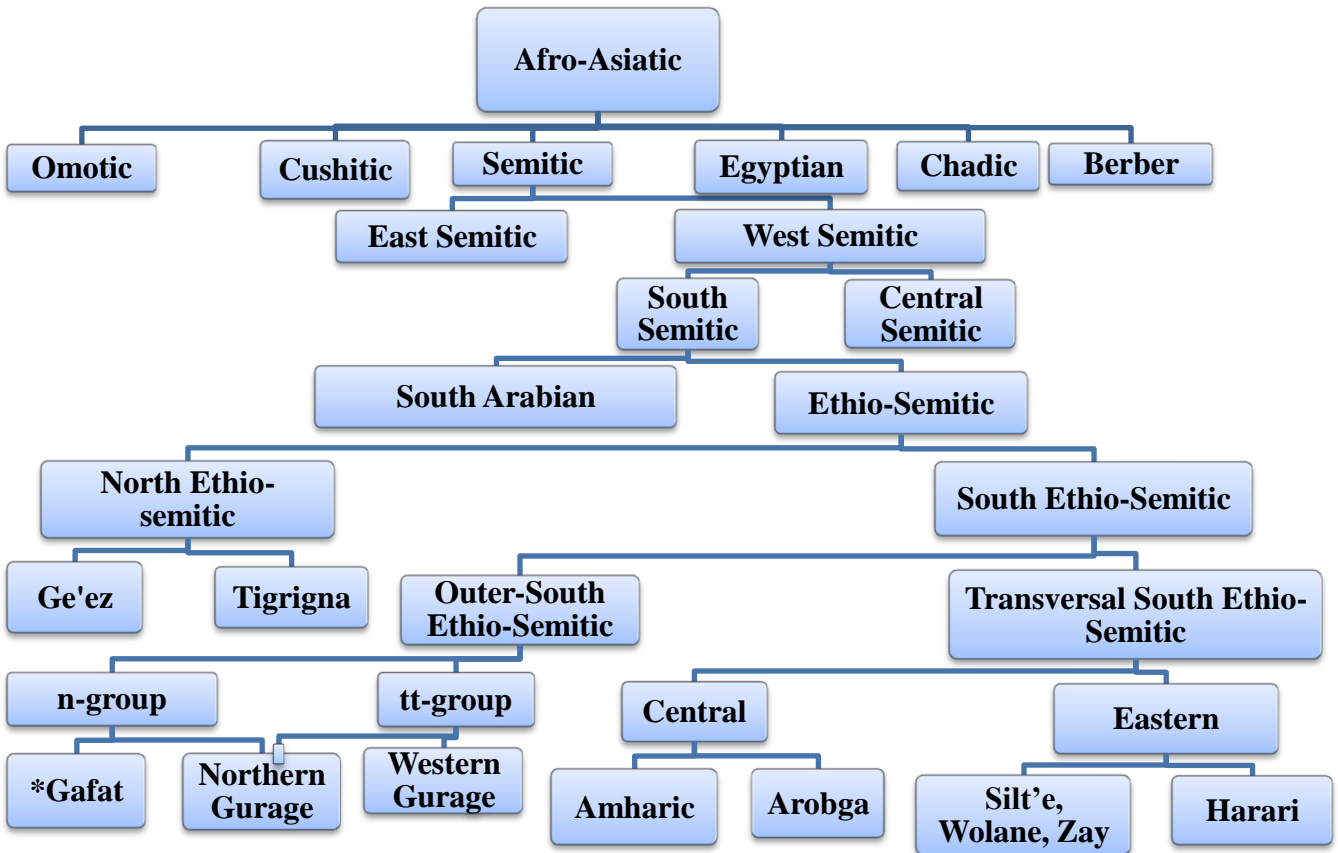 Afro-Asiatic
Omotic
Cushitic
Semitic
Egyptian
Chadic
Berber
East Semitic
West Semitic
South
Semitic
Central
Semitic
South Arabian
Ethio-Semitic
North Ethio-
semitic
South Ethio-Semitic
Ge'ez
Tigrigna
Outer-South
Ethio-Semitic
Transversal South Ethio-
Semitic
n-group
tt-group
Central
Eastern
*Gafat
Northern
Gurage
Western
Gurage
Amharic
Arobga
Silt’e,
Wolane, Zay
Harari